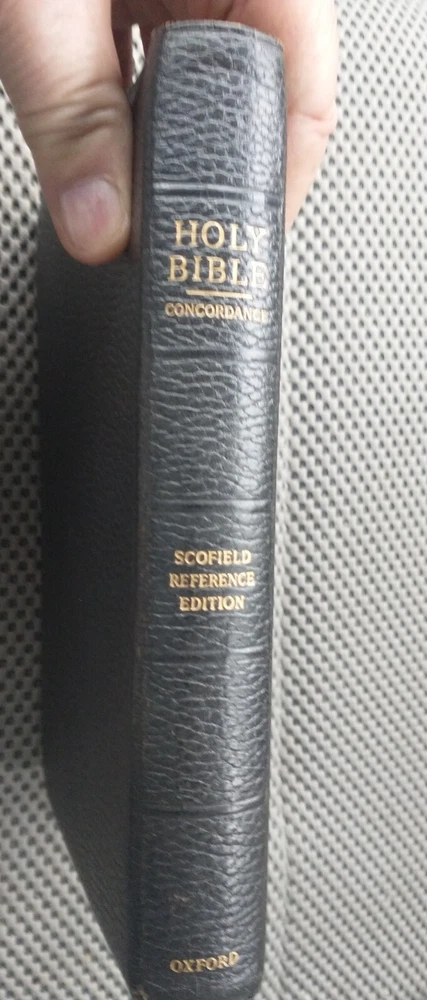 HOLY
BIBLE
CONCORDANCE
SCOFIELD
REFERENCE
EDITION
OXFORD